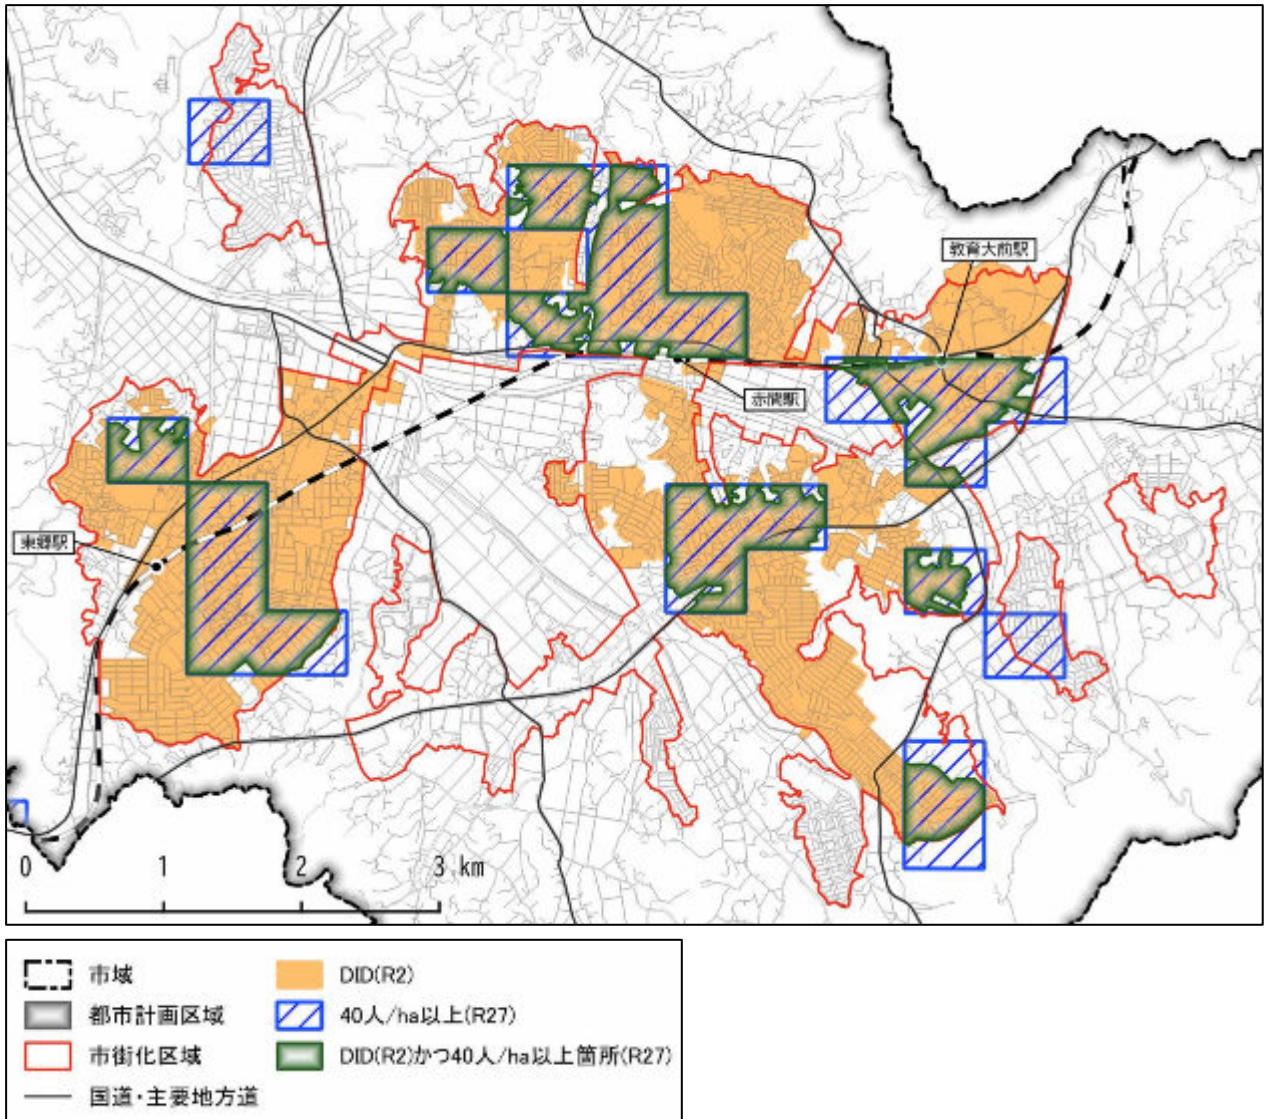 教育大前駅
赤間駅
東郷駅
0 1 2 3 km
市域
都市計画区域
市街化区域
国道・主要地方道
DID(R2)
40人/ha以上(R27)
DID(R2)かつ40人/ha以上箇所(R27)